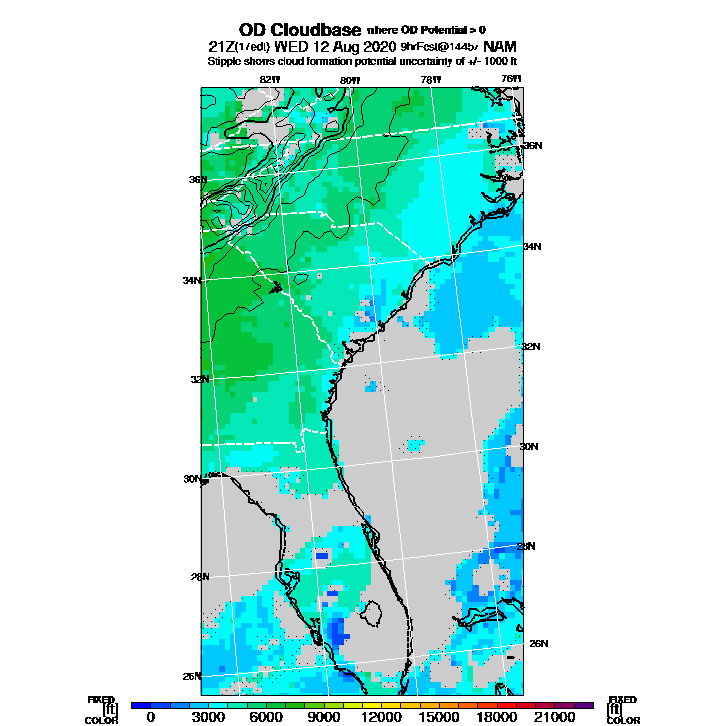 OD Cloudbase where OD Potential > 0
21Z(17edt) WED 12 Aug 2020 9hrFcst@1445z NAM
Stipple shows cloud formation potential uncertainty of +/- 1000 ft
82W 80W 78W 76W
36N
36N
34N
34N
32N
32N
30N
30N
28N
28N
26N
26N
FIXED FIXED
[ft] [ft]
COLOR COLOR
0 3000 6000 9000 12000 15000 18000 21000